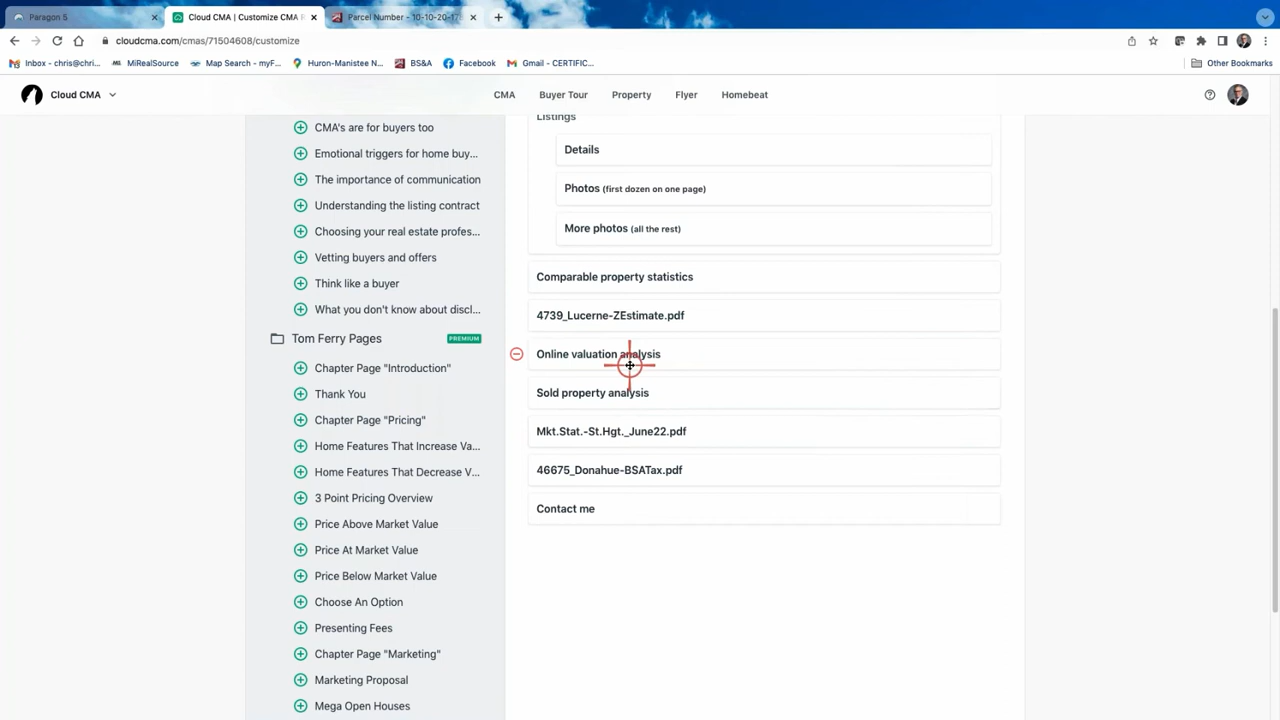 Paragon 5
Cloud CMA | Customize CMA R
Parcel Number - 10-10-20-17
cloudcma.com/cmas/71504608/customize
Inbox - chris@chri...
MiRealSource
Map Search - myF...
Huron-Manistee N...
BS&A
Facebook
Gmail - CERTIFIC...
Other Bookmarks
Cloud CMA
CMA
Buyer Tour
Property
Flyer
Homebeat
CMA's are for buyers too
Emotional triggers for home buy...
The importance of communication
Understanding the listing contract
Choosing your real estate profes...
Vetting buyers and offers
Think like a buyer
What you don't know about discl...
Tom Ferry Pages
PREMIUM
Chapter Page "Introduction"
Thank You
Chapter Page "Pricing"
Home Features That Increase Va...
Home Features That Decrease V...
3 Point Pricing Overview
Price Above Market Value
Price At Market Value
Price Below Market Value
Choose An Option
Presenting Fees
Chapter Page "Marketing"
Marketing Proposal
Mega Open Houses
Listings
Details
Photos (first dozen on one page)
More photos (all the rest)
Comparable property statistics
4739_Lucerne-ZEstimate.pdf
Online valuation analysis
Sold property analysis
Mkt.Stat.-St.Hgt._June22.pdf
46675_Donahue-BSATax.pdf
Contact me